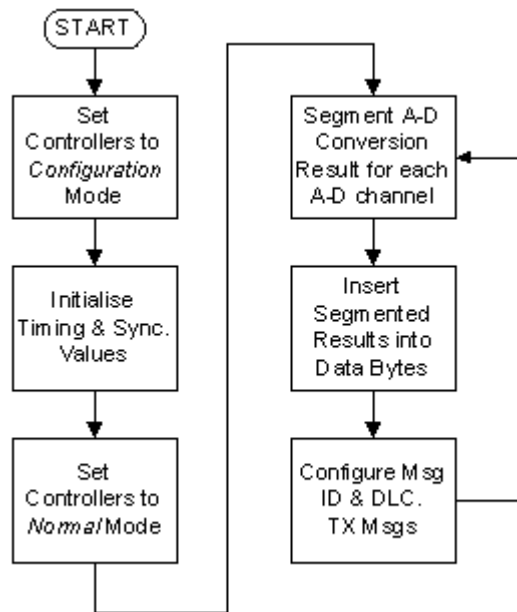 START
Set
Controllers to
Configuration
Mode
Initialise
Timing & Sync.
Values
Set
Controllers to
Normal Mode
Segment A-D
Conversion
Result for each
A-D channel
Insert
Segmented
Results into
Data Bytes
Configure Msg
ID & DLC.
TX Msgs